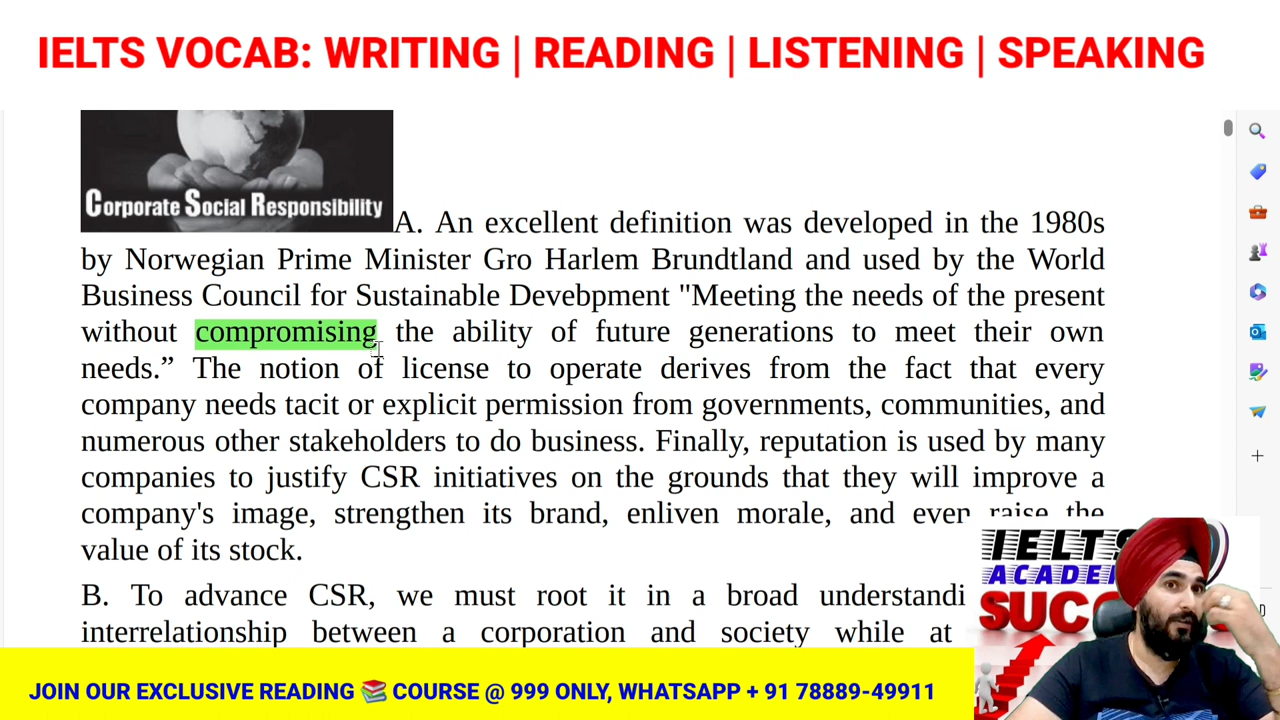 IELTS VOCAB: WRITING | READING | LISTENING | SPEAKING
Corporate Social Responsibility
A. An excellent definition was developed in the 1980s
by Norwegian Prime Minister Gro Harlem Brundtland and used by the World
Business Council for Sustainable Devebpment "Meeting the needs of the present
without compromising the ability of future generations to meet their own
needs.” The notion of license to operate derives from the fact that every
company needs tacit or explicit permission from governments, communities, and
numerous other stakeholders to do business. Finally, reputation is used by many
companies to justify CSR initiatives on the grounds that they will improve a
company's image, strengthen its brand, enliven morale, and even raise the
value of its stock.
B. To advance CSR, we must root it in a broad understandi
interrelationship between a corporation and society while at
IELTS
ACADE
SUC
JOIN OUR EXCLUSIVE READING 📚 COURSE @ 999 ONLY, WHATSAPP + 91 78889-49911